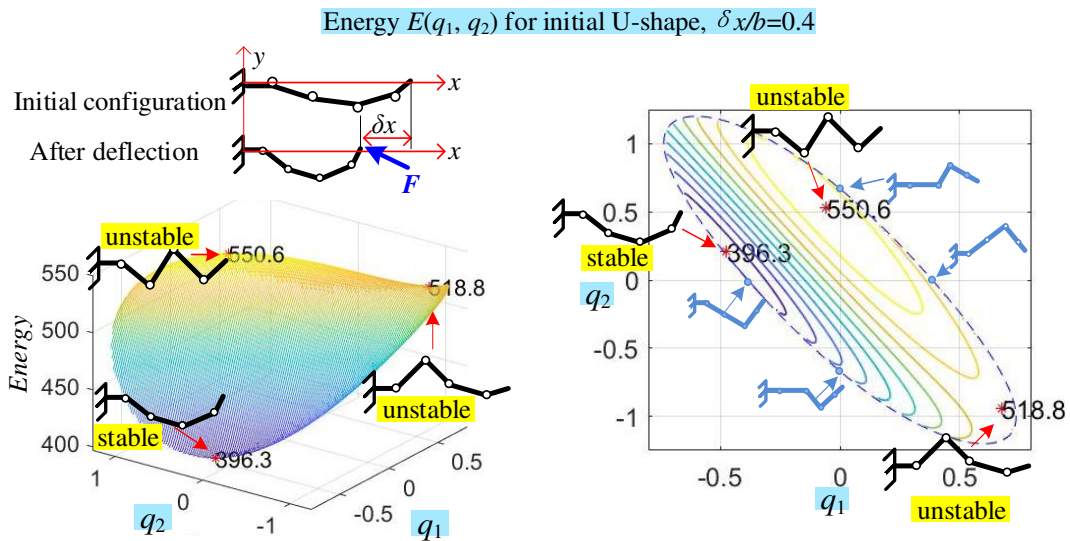 Energy E(q1, q2) for initial U-shape, δx/b=0.4
y
x
Initial configuration
δx
After deflection
x
F
unstable
550.6
518.8
550
500
450
400
Energy
stable
396.3
unstable
1
0
-1
q2
-0.5
0
0.5
q1
unstable
1
0.5
0
-0.5
-1
q2
550.6
stable
396.3
518.8
-0.5
0
0.5
q1
unstable